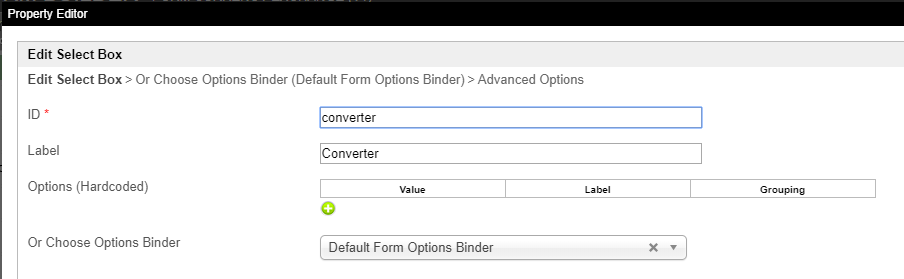 Property Editor
Edit Select Box
Edit Select Box > Or Choose Options Binder (Default Form Options Binder) > Advanced Options
ID *
converter
Label
Converter
Options (Hardcoded)
Value Label Grouping
Or Choose Options Binder
Default Form Options Binder